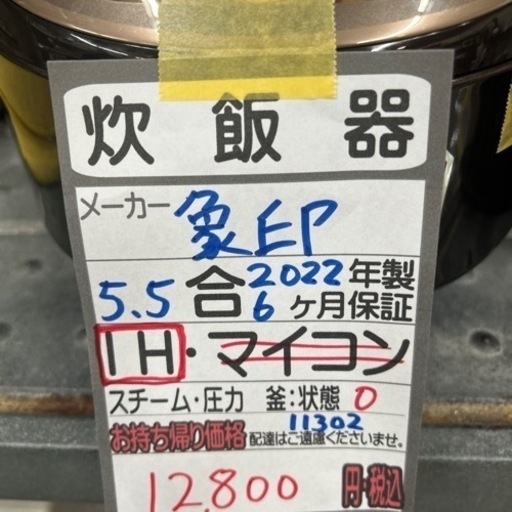 炊飯器
メーカー 象印
5.5合 2022年製
6ヶ月保証
IH・マイコン
スチーム・圧力 釜:状態 0
11302
お持ち帰り価格 配達はご遠慮くださいませ。
12,800 円・税込